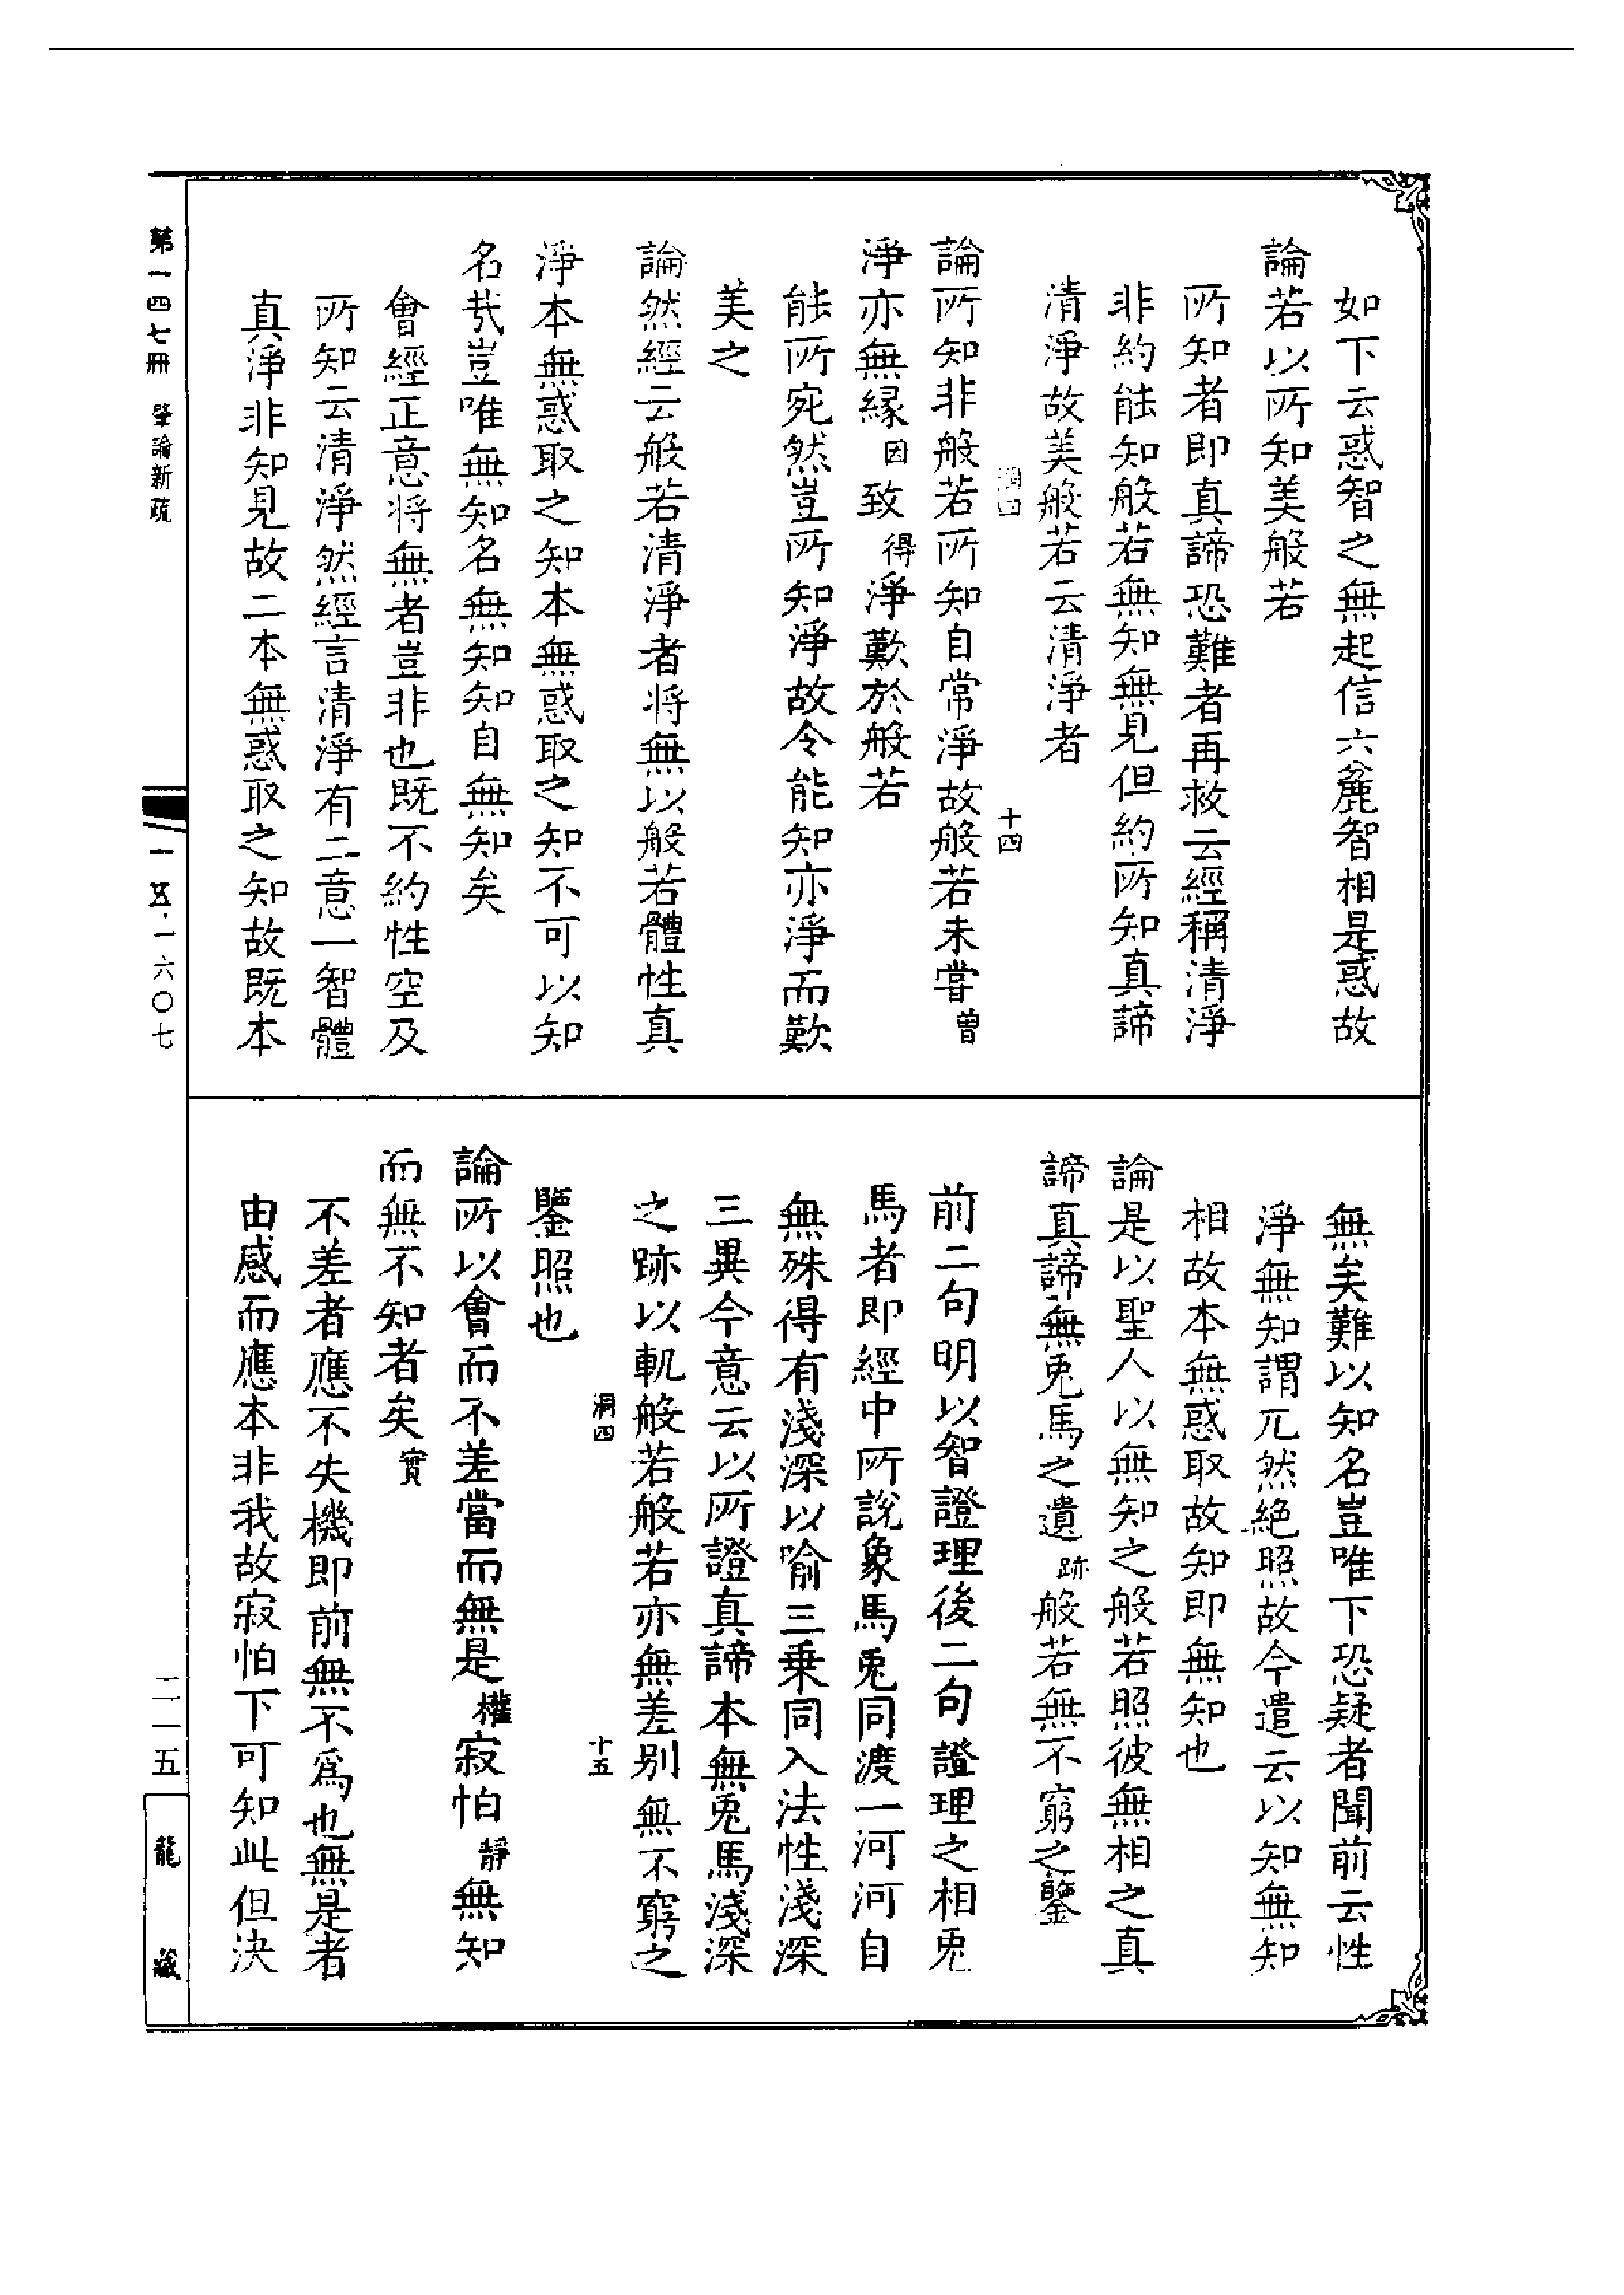 如下云惑智之無起信六麁智相是惑故
論若以所知美般若
所知者即真諦恐難者再救云經稱清淨
非約能知般若無知無見但約所知真諦
清淨故美般若云清淨者
洞四
十四
論所知非般若所知自常淨故般若未嘗曽
淨亦無緣因致得淨歎於般若
能所宛然豈所知淨故令能知亦淨而歎
美之
論然經云般若清淨者將無以般若體性真
淨本無惑取之知本無惑取之知不可以知
名哉豈唯無知名無知知自無知矣
會經正意將無者豈非也既不約性空及
所知云清淨然經言清淨有二意一智體
真淨非知見故二本無惑取之知故既本
無矣難以知名豈唯下恐疑者聞前云性
淨無知謂兀然絕照故今遣云以知無知
相故本無惑取故知即無知也
論是以聖人以無知之般若照彼無相之真
諦真諦無兎馬之遺跡般若無不窮之鑒
前二句明以智證理後二句證理之相兎
馬者即經中所說象馬兎同渡一河河自
無殊得有淺深以喻三乗同入法性淺深
三異今意云以所證真諦本無兎馬淺深
之跡以軌般若般若亦無差別無不窮之
洞四
十五
鑒照也
論所以會而不差當而無是權寂怕靜無知
而無不知者矣實
不差者應不失機即前無不為也無是者
由感而應本非我故寂怕下可知此但決
第一四七冊 肇論新疏
一五·一六〇七
二一五
龍藏